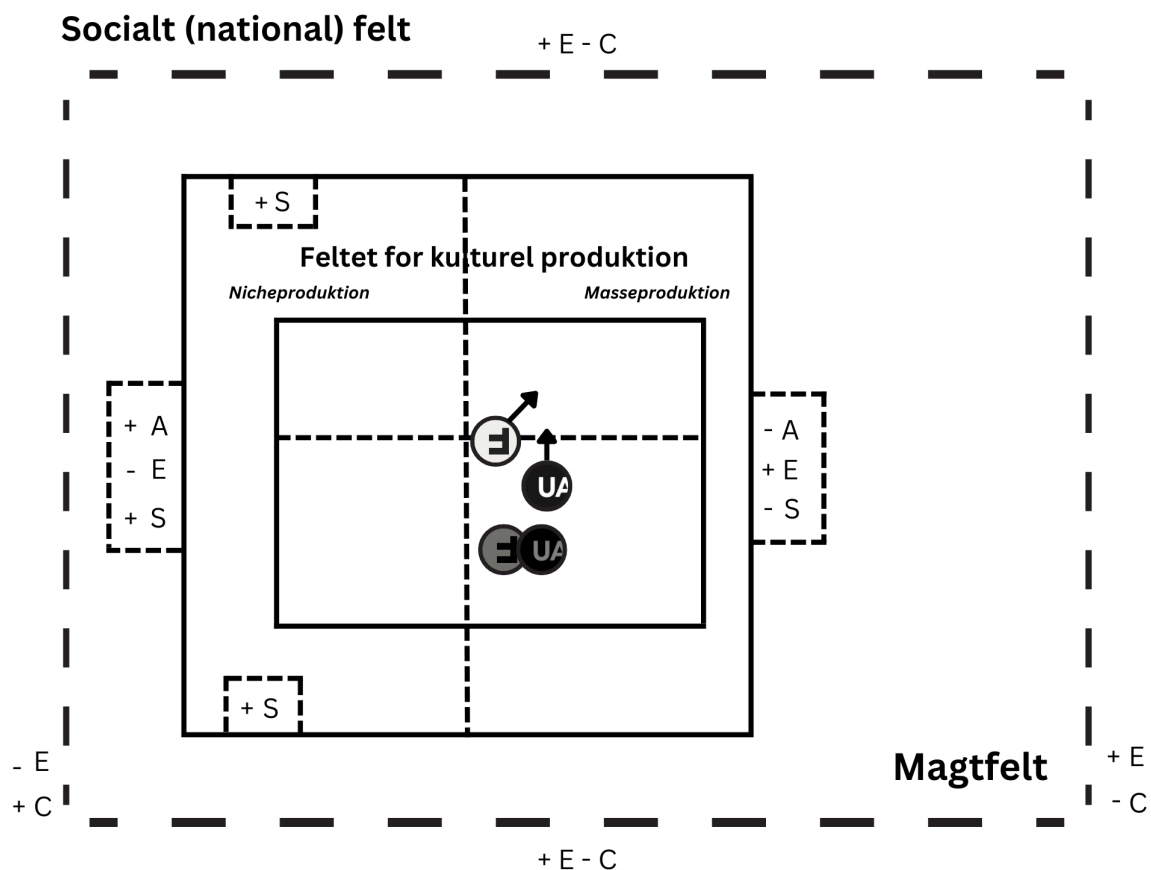 Socialt (national) felt
+ E - C
+ S
Feltet for kulturel produktion
Nicheproduktion
Masseproduktion
+ A
- E
+ S
- A
+ E
- S
UA
UA
+ S
Magtfelt
- E
+ C
+ E
- C
+ E - C